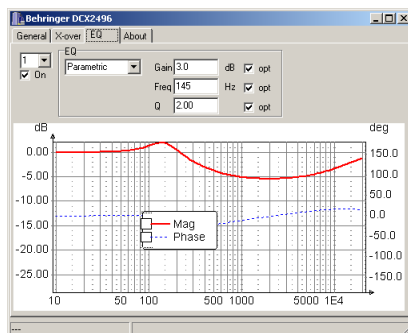 Behringer DCX2496
General X-over EQ About
EQ
1
On
Parametric
Gain 3.0 dB opt
Freq 145 Hz opt
Q 2.00 opt
dB deg
0.00
-5.00
-10.00
-15.00
-20.00
-25.00
150.0
100.0
50.0
0.0
-50.0
-100.0
-150.0
Mag
Phase
10 50 100 500 1000 5000 1E4
---